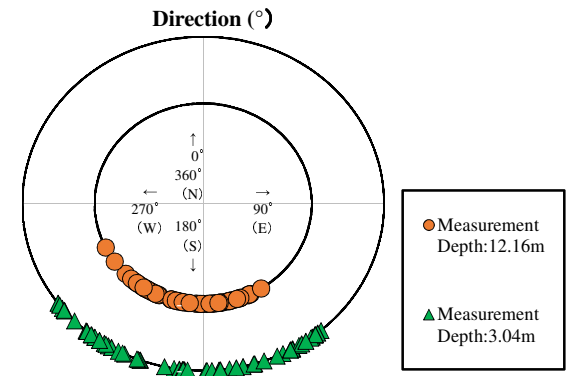 Direction (°)
↑
0°
360°
(N)
← →
270° 90°
(W) 180° (E)
(S)
↓
Measurement
Depth:12.16m
Measurement
Depth:3.04m